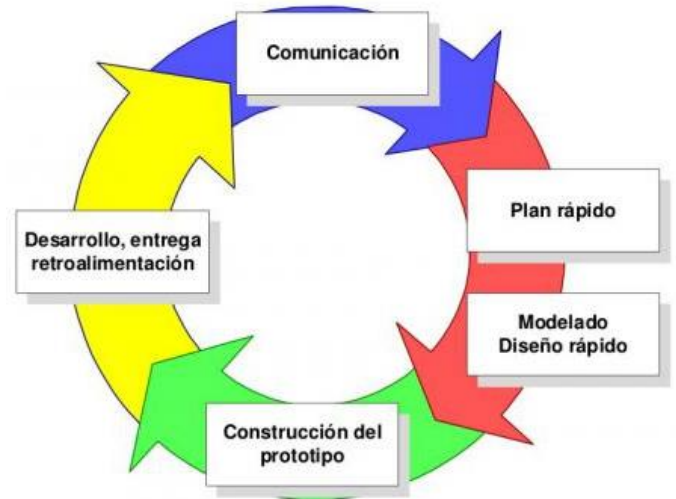 Comunicación
Plan rápido
Modelado
Diseño rápido
Construcción del
prototipo
Desarrollo, entrega
retroalimentación